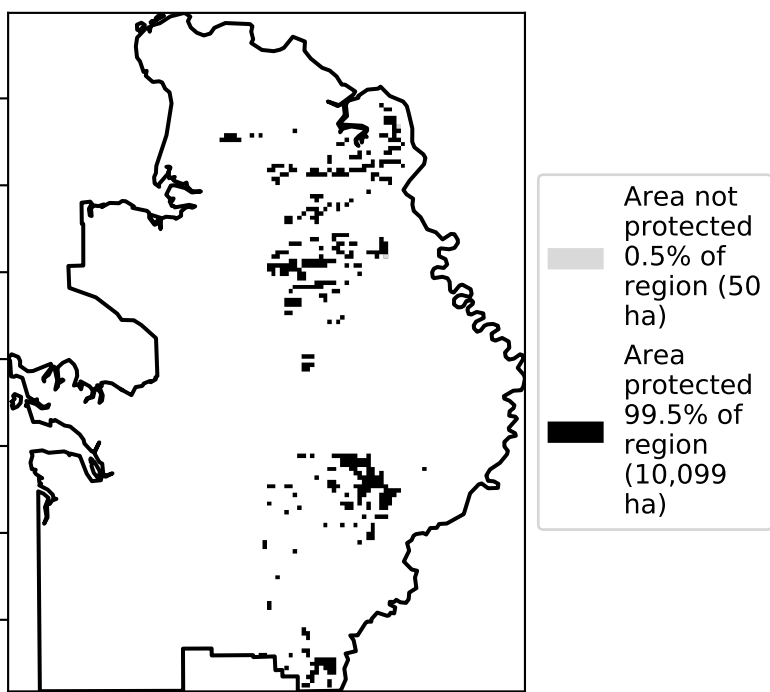 Area not
protected
0.5% of
region (50
ha)
Area
protected
99.5% of
region
(10,099
ha)